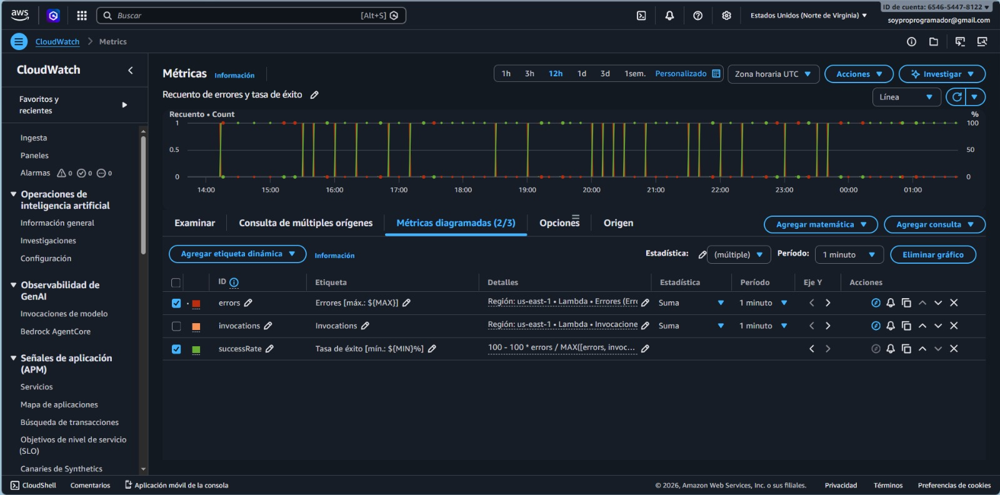 aws
Buscar [Alt+S]
Estados Unidos (Norte de Virginia)
ID de cuenta: 6546-5447-8122
soyproprogramador@gmail.com
CloudWatch
Metrics
CloudWatch
Favoritos y
recientes
Ingesta
Paneles
Alarmas 0 0 0
Operaciones de
inteligencia artificial
Información general
Investigaciones
Configuración
Observabilidad de
GenAI
Invocaciones de modelo
Bedrock AgentCore
Señales de aplicación
(APM)
Servicios
Mapa de aplicaciones
Búsqueda de transacciones
Objetivos de nivel de servicio
(SLO)
Canaries de Synthetics
Métricas Información
1h 3h 12h 1d 3d 1sem. Personalizado
Zona horaria UTC
Acciones
Investigar
Recuento de errores y tasa de éxito
Línea
Recuento • Count %
1 100
0.5 50
0 0
14:00 15:00 16:00 17:00 18:00 19:00 20:00 21:00 22:00 23:00 00:00 01:00
Examinar Consulta de múltiples orígenes Métricas diagramadas (2/3) Opciones Origen
Agregar matemática Agregar consulta
Agregar etiqueta dinámica Información
Estadística: (múltiple) Período: 1 minuto Eliminar gráfico
ID Etiqueta Detalles Estadística Período Eje Y Acciones
errors Errores [máx.: ${MAX}] Región: us-east-1 • Lambda • Errores (Erre Suma 1 minuto
invocations Invocations Región: us-east-1 • Lambda • Invocacione Suma 1 minuto
successRate Tasa de éxito [mín.: ${MIN}%] 100 - 100 * errors / MAX([errors, invoc...
CloudShell Comentarios Aplicación móvil de la consola
© 2026, Amazon Web Services, Inc. o sus filiales. Privacidad Términos Preferencias de cookies